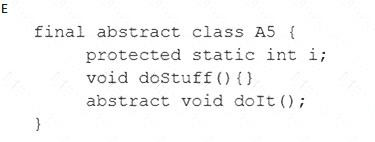 E
final abstract class A5 {
protected static int i;
void doStuff(){}
abstract void doIt();
}